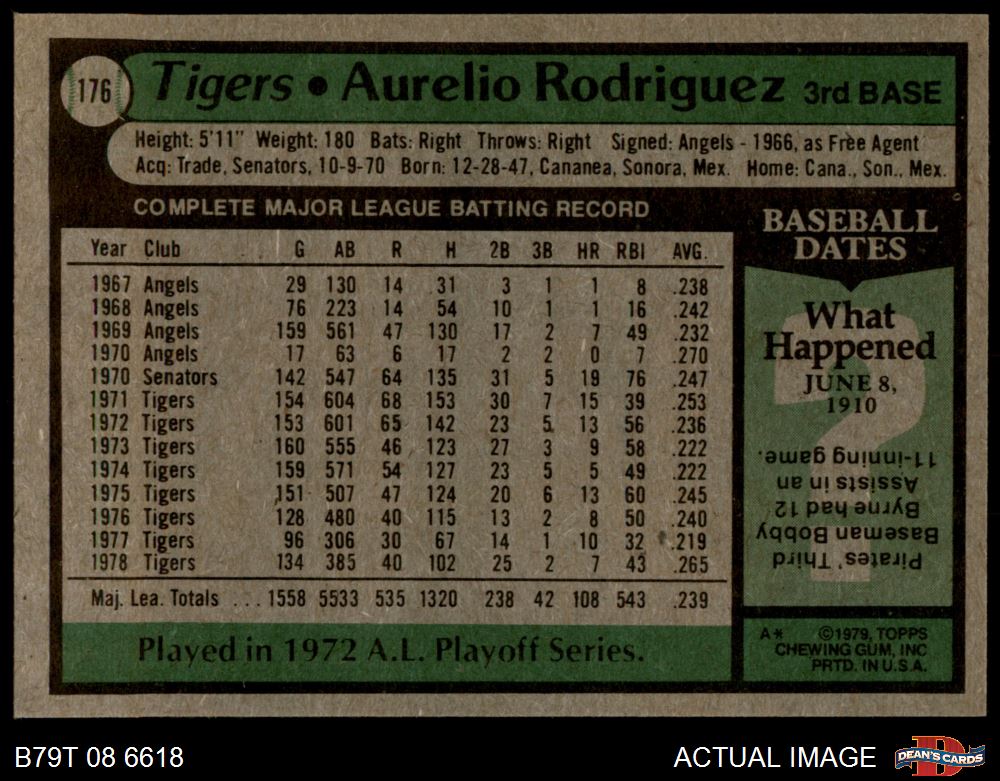 176 Tigers • Aurelio Rodriguez 3rd BASE
Height: 5'11" Weight: 180 Bats: Right Throws: Right Signed: Angels - 1966, as Free Agent
Acq: Trade, Senators, 10-9-70 Born: 12-28-47, Cananea, Sonora, Mex. Home: Cana., Son., Mex.
COMPLETE MAJOR LEAGUE BATTING RECORD
Year Club G AB R H 2B 3B HR RBI AVG.
1967 Angels 29 130 14 31 3 1 1 8 .238
1968 Angels 76 223 14 54 10 1 1 16 .242
1969 Angels 159 561 47 130 17 2 7 49 .232
1970 Angels 17 63 6 17 2 2 0 7 .270
1970 Senators 142 547 64 135 31 5 19 76 .247
1971 Tigers 154 604 68 153 30 7 15 39 .253
1972 Tigers 153 601 65 142 23 5 13 56 .236
1973 Tigers 160 555 46 123 27 3 9 58 .222
1974 Tigers 159 571 54 127 23 5 5 49 .222
1975 Tigers 151 507 47 124 20 6 13 60 .245
1976 Tigers 128 480 40 115 13 2 8 50 .240
1977 Tigers 96 306 30 67 14 1 10 32 .219
1978 Tigers 134 385 40 102 25 2 7 43 .265
Maj. Lea. Totals ... 1558 5533 535 1320 238 42 108 543 .239
Played in 1972 A.L. Playoff Series.
BASEBALL
DATES
What
Happened
JUNE 8,
1910
Pirates' Third
Baseman Bobby
Byrne had 12
Assists in an
11-inning game.
A* ©1979, TOPPS
CHEWING GUM, INC
PRTD. IN U.S.A.
B79T 08 6618
ACTUAL IMAGE
D
DEAN'S CARDS